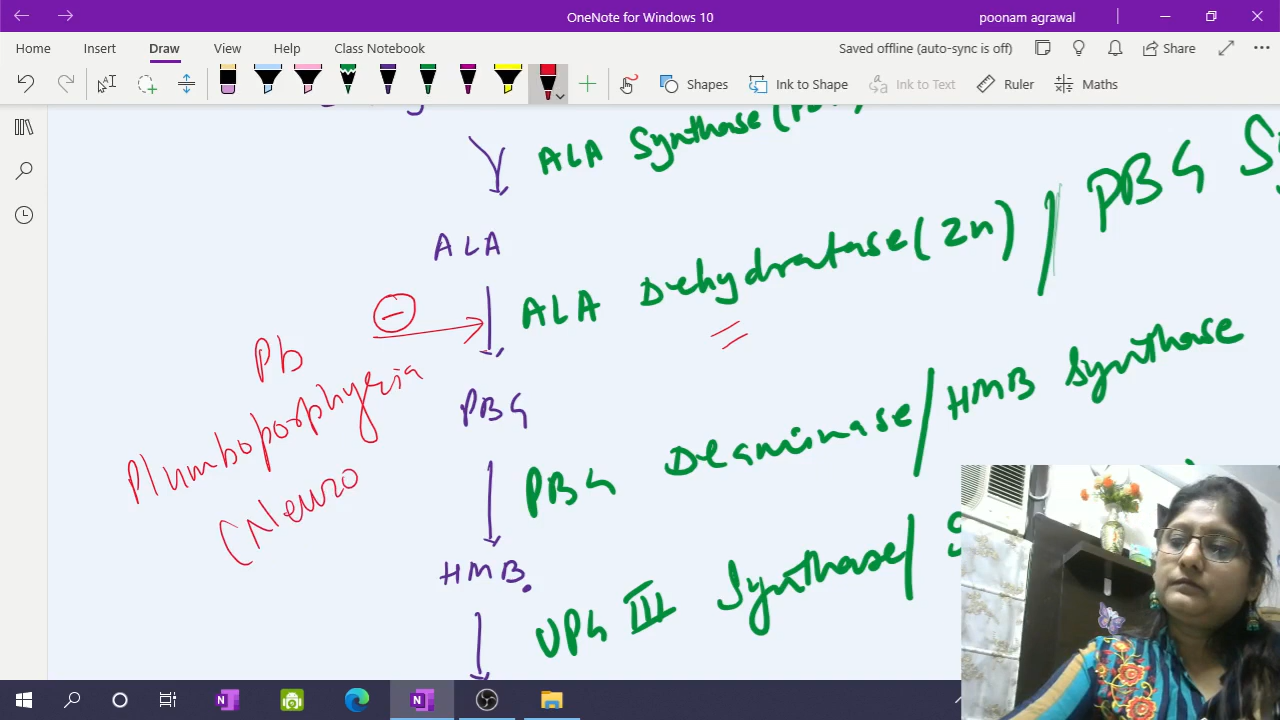 OneNote for Windows 10
poonam agrawal
Home Insert Draw View Help Class Notebook
Saved offline (auto-sync is off)
Share
Shapes
Ink to Shape
Ink to Text
Ruler
Maths
ALA Synthase
ALA
ALA Dehydratase (Zn) / PBG
Pb
Plumboporphyria
(Neuro
PBG
PBG Deaminase / HMB Synthase
HMB
UPG III Synthase /